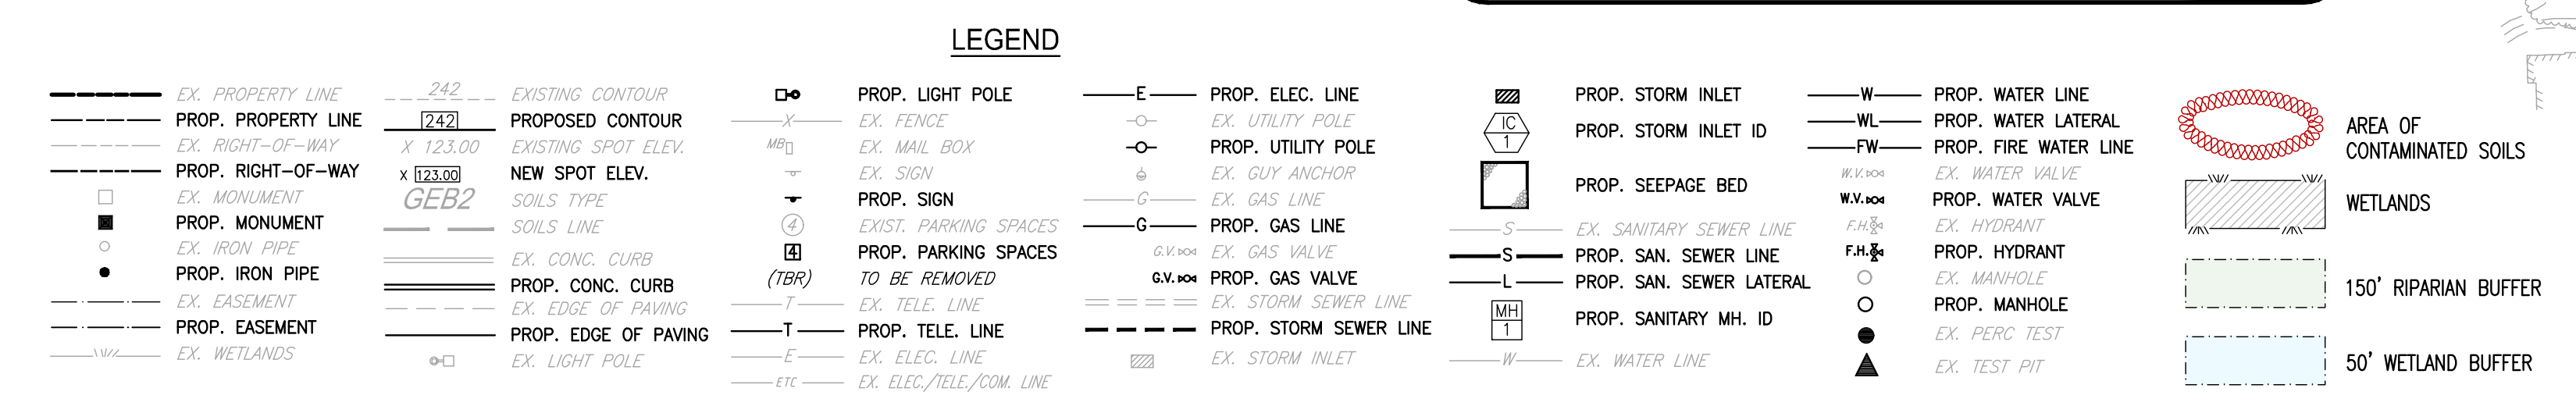 LEGEND
EX. PROPERTY LINE
PROP. PROPERTY LINE
EX. RIGHT-OF-WAY
PROP. RIGHT-OF-WAY
EX. MONUMENT
PROP. MONUMENT
EX. IRON PIPE
PROP. IRON PIPE
EX. EASEMENT
PROP. EASEMENT
EX. WETLANDS
242 EXISTING CONTOUR
242 PROPOSED CONTOUR
X 123.00 EXISTING SPOT ELEV.
X 123.00 NEW SPOT ELEV.
GEB2 SOILS TYPE
SOILS LINE
EX. CONC. CURB
PROP. CONC. CURB
EX. EDGE OF PAVING
PROP. EDGE OF PAVING
EX. LIGHT POLE
PROP. LIGHT POLE
X EX. FENCE
MB EX. MAIL BOX
EX. SIGN
PROP. SIGN
4 EXIST. PARKING SPACES
4 PROP. PARKING SPACES
(TBR) TO BE REMOVED
T EX. TELE. LINE
T PROP. TELE. LINE
E EX. ELEC. LINE
ETC EX. ELEC./TELE./COM. LINE
E PROP. ELEC. LINE
EX. UTILITY POLE
PROP. UTILITY POLE
EX. GUY ANCHOR
G EX. GAS LINE
G PROP. GAS LINE
G.V. EX. GAS VALVE
G.V. PROP. GAS VALVE
EX. STORM SEWER LINE
PROP. STORM SEWER LINE
EX. STORM INLET
PROP. STORM INLET
IC
1
PROP. STORM INLET ID
PROP. SEEPAGE BED
S EX. SANITARY SEWER LINE
S PROP. SAN. SEWER LINE
L PROP. SAN. SEWER LATERAL
MH
1
PROP. SANITARY MH. ID
W EX. WATER LINE
W PROP. WATER LINE
WL PROP. WATER LATERAL
FW PROP. FIRE WATER LINE
W.V. EX. WATER VALVE
W.V. PROP. WATER VALVE
F.H. EX. HYDRANT
F.H. PROP. HYDRANT
EX. MANHOLE
PROP. MANHOLE
EX. PERC TEST
EX. TEST PIT
AREA OF
CONTAMINATED SOILS
WETLANDS
150' RIPARIAN BUFFER
50' WETLAND BUFFER